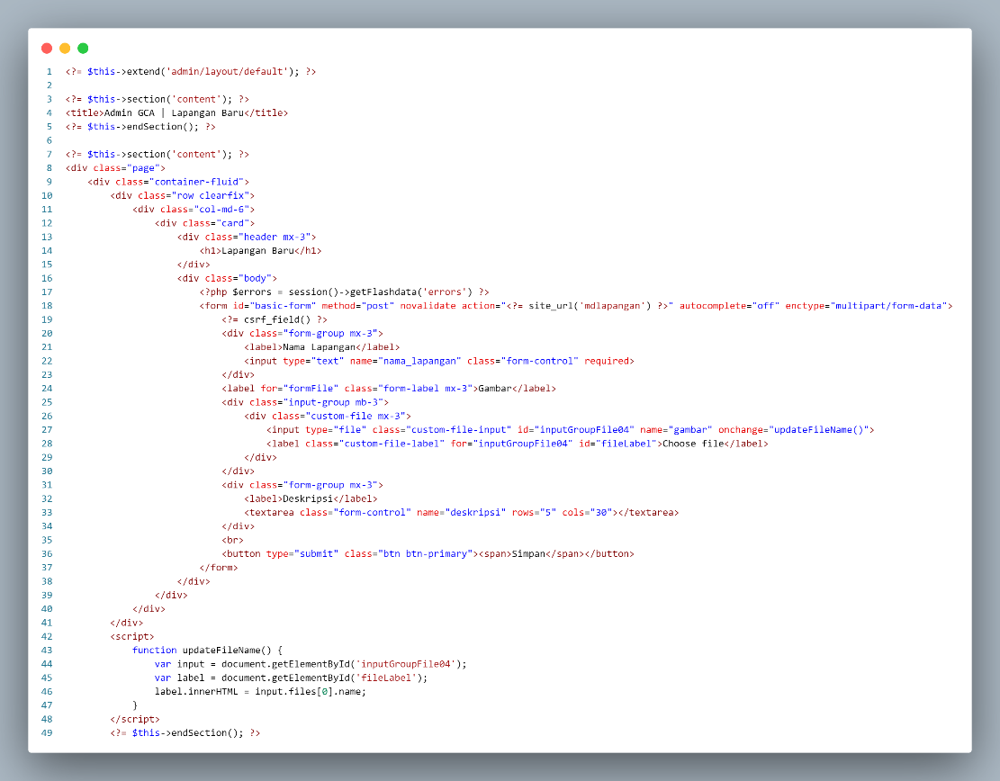 1 <?= $this->extend('admin/layout/default'); ?>
2
3 <?= $this->section('content'); ?>
4 <title>Admin GCA | Lapangan Baru</title>
5 <?= $this->endSection(); ?>
6
7 <?= $this->section('content'); ?>
8 <div class="page">
9     <div class="container-fluid">
10         <div class="row clearfix">
11             <div class="col-md-6">
12                 <div class="card">
13                     <div class="header mx-3">
14                         <h1>Lapangan Baru</h1>
15                     </div>
16                     <div class="body">
17                         <?php $errors = session()->getFlashdata('errors') ?>
18                         <form id="basic-form" method="post" novalidate action="<?= site_url('mdlapangan') ?>" autocomplete="off" enctype="multipart/form-data">
19                             <?= csrf_field() ?>
20                             <div class="form-group mx-3">
21                                 <label>Nama Lapangan</label>
22                                 <input type="text" name="nama_lapangan" class="form-control" required>
23                             </div>
24                             <label for="formFile" class="form-label mx-3">Gambar</label>
25                             <div class="input-group mb-3">
26                                 <div class="custom-file mx-3">
27                                     <input type="file" class="custom-file-input" id="inputGroupFile04" name="gambar" onchange="updateFileName()">
28                                     <label class="custom-file-label" for="inputGroupFile04" id="fileLabel">Choose file</label>
29                                 </div>
30                             </div>
31                             <div class="form-group mx-3">
32                                 <label>Deskripsi</label>
33                                 <textarea class="form-control" name="deskripsi" rows="5" cols="30"></textarea>
34                             </div>
35                             <br>
36                             <button type="submit" class="btn btn-primary"><span>Simpan</span></button>
37                         </form>
38                     </div>
39                 </div>
40             </div>
41         </div>
42         <script>
43             function updateFileName() {
44                 var input = document.getElementById('inputGroupFile04');
45                 var label = document.getElementById('fileLabel');
46                 label.innerHTML = input.files[0].name;
47             }
48         </script>
49         <?= $this->endSection(); ?>